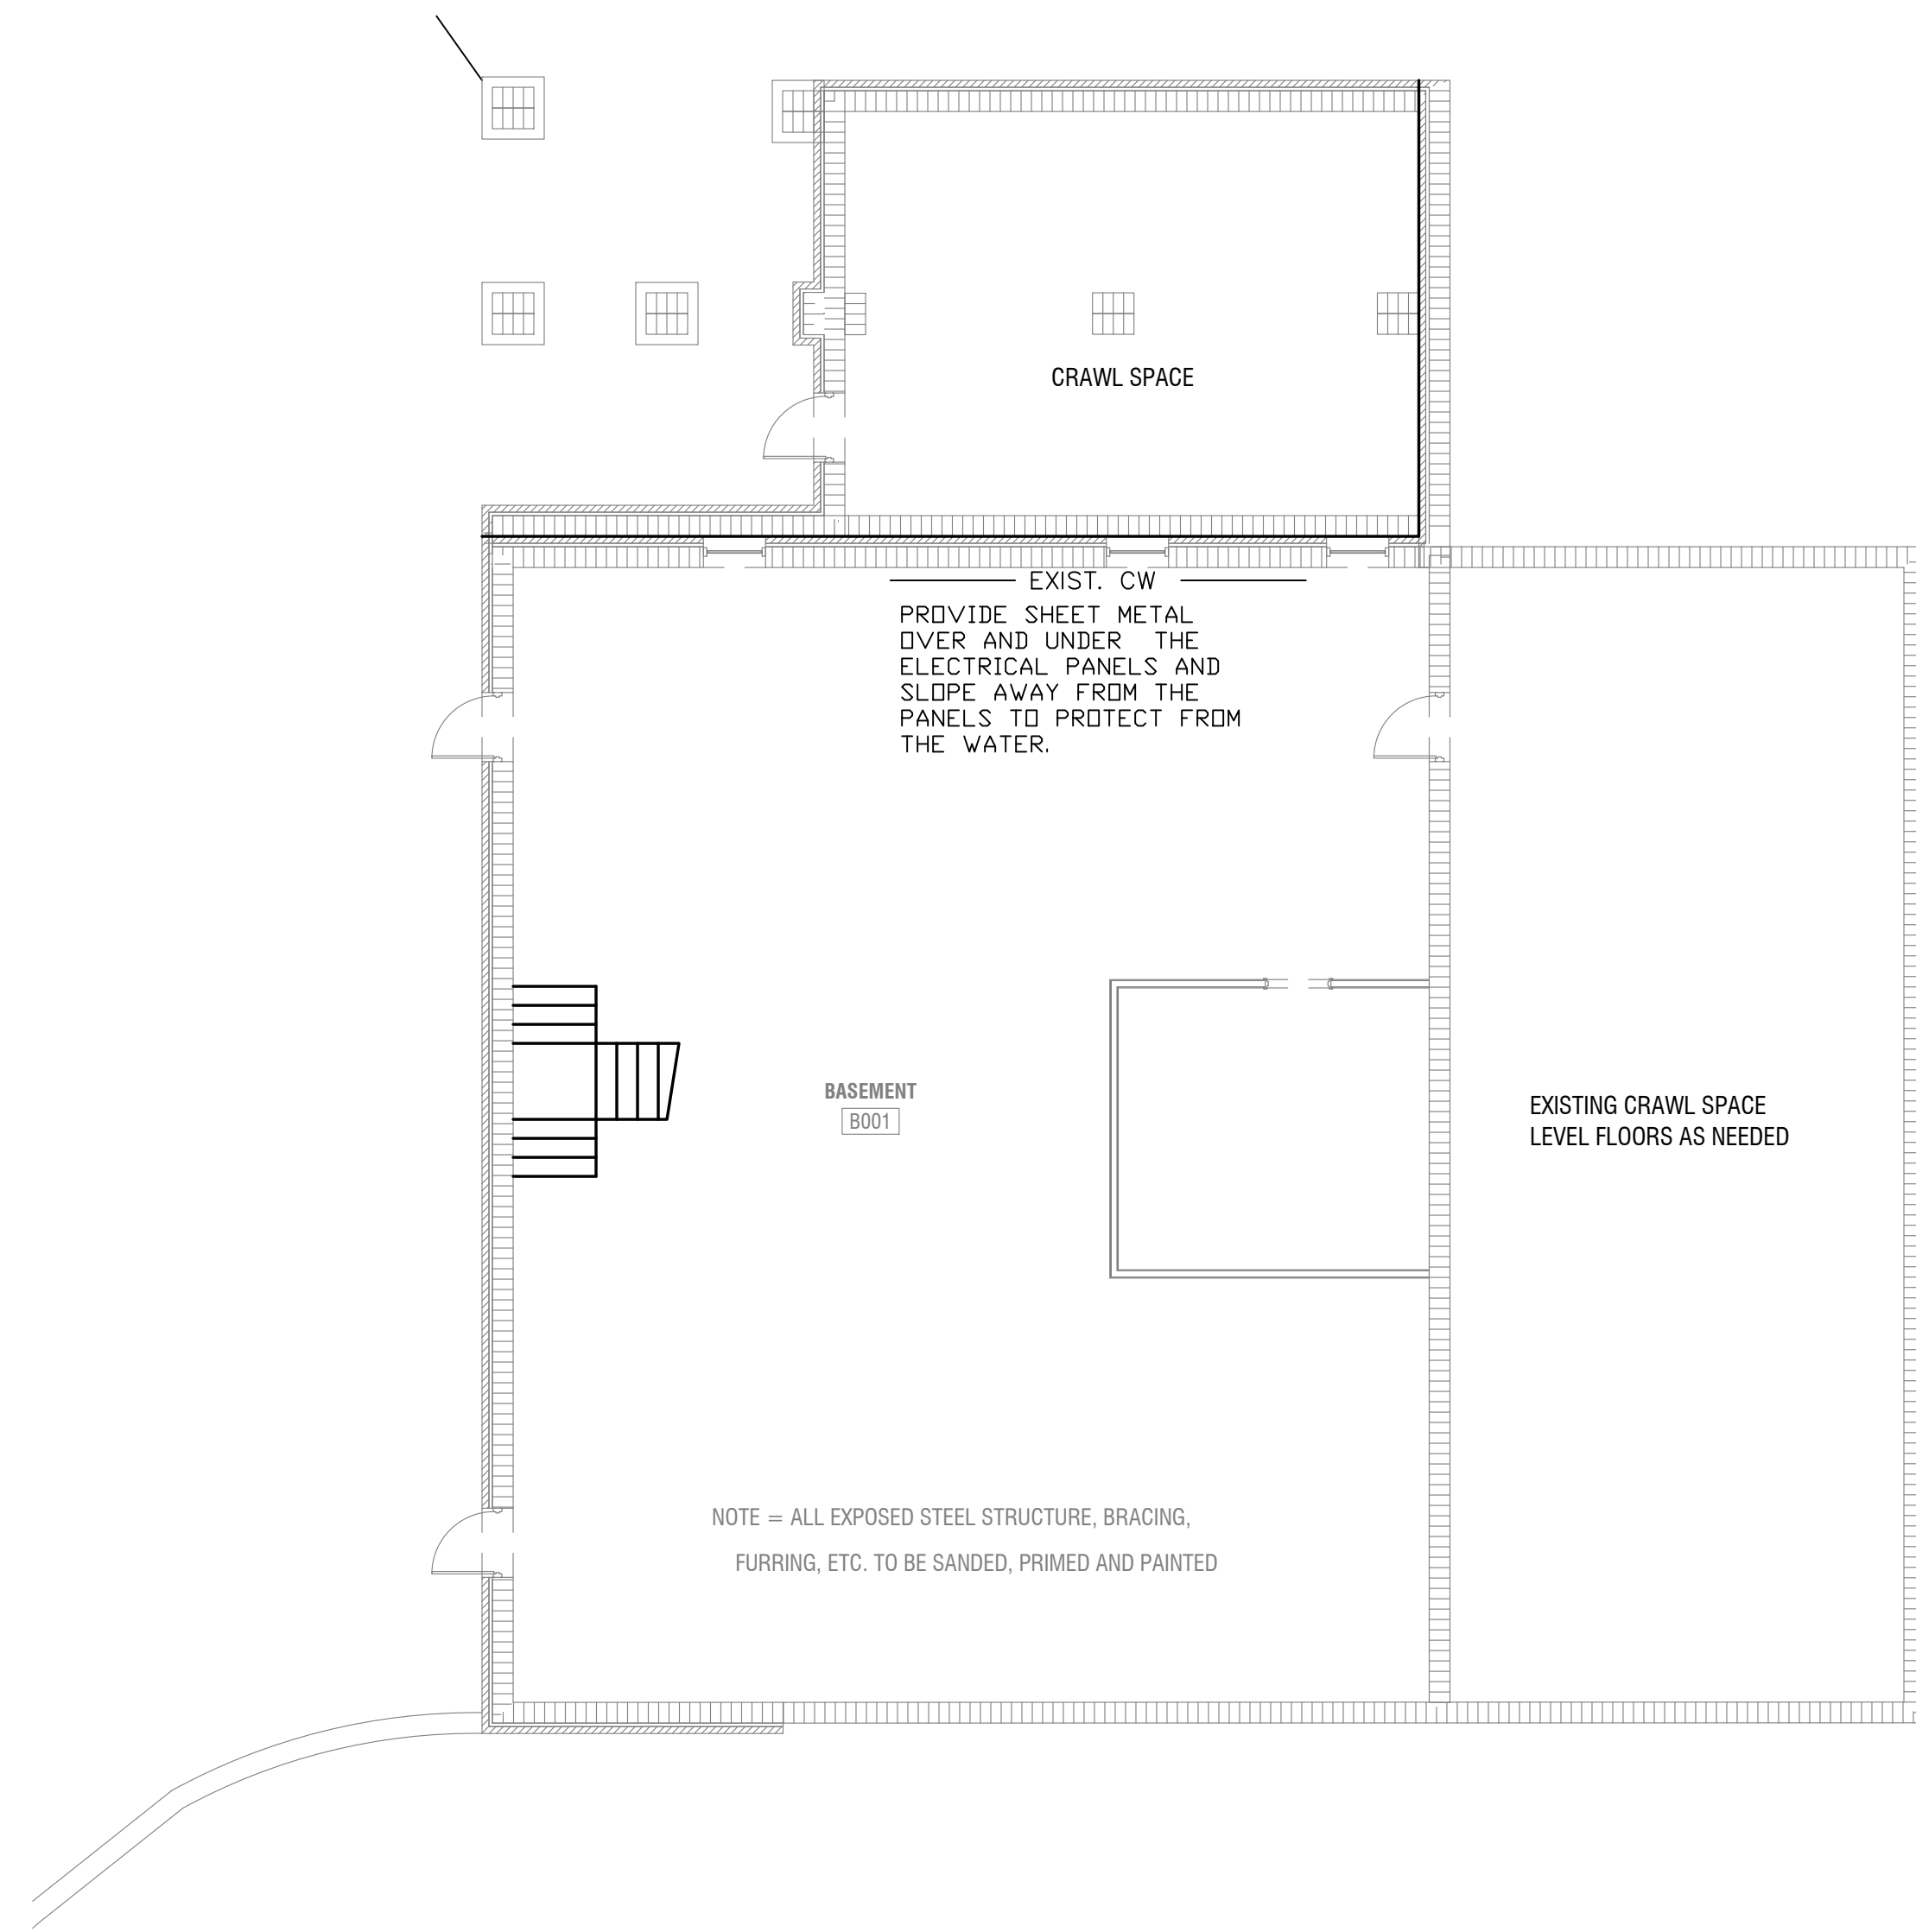 CRAWL SPACE
EXIST. CW
PROVIDE SHEET METAL
OVER AND UNDER THE
ELECTRICAL PANELS AND
SLOPE AWAY FROM THE
PANELS TO PROTECT FROM
THE WATER.
BASEMENT
B001
EXISTING CRAWL SPACE
LEVEL FLOORS AS NEEDED
NOTE = ALL EXPOSED STEEL STRUCTURE, BRACING,
FURRING, ETC. TO BE SANDED, PRIMED AND PAINTED